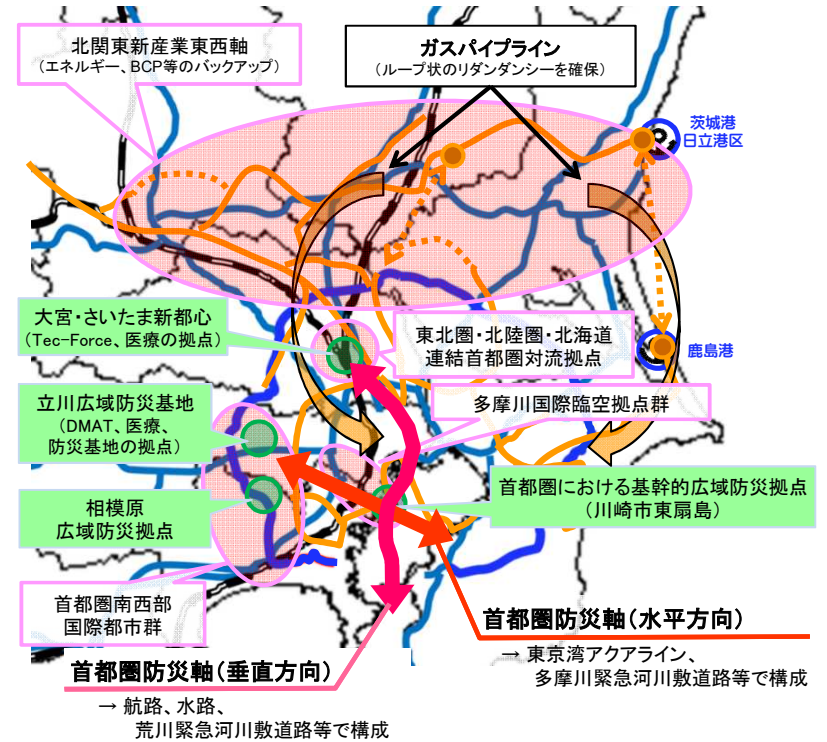 北関東新産業東西軸
(エネルギー、BCP等のバックアップ)
ガスパイプライン
(ループ状のリダンダンシーを確保)
茨城港
日立港区
大宮・さいたま新都心
(Tec-Force、医療の拠点)
東北圏・北陸圏・北海道
連結首都圏対流拠点
鹿島港
立川広域防災基地
(DMAT、医療、
防災基地の拠点)
多摩川国際臨空拠点群
相模原
広域防災拠点
首都圏における基幹的広域防災拠点
(川崎市東扇島)
首都圏南西部
国際都市群
首都圏防災軸(水平方向)
→ 東京湾アクアライン、
多摩川緊急河川敷道路等で構成
首都圏防災軸(垂直方向)
→ 航路、水路、
荒川緊急河川敷道路等で構成